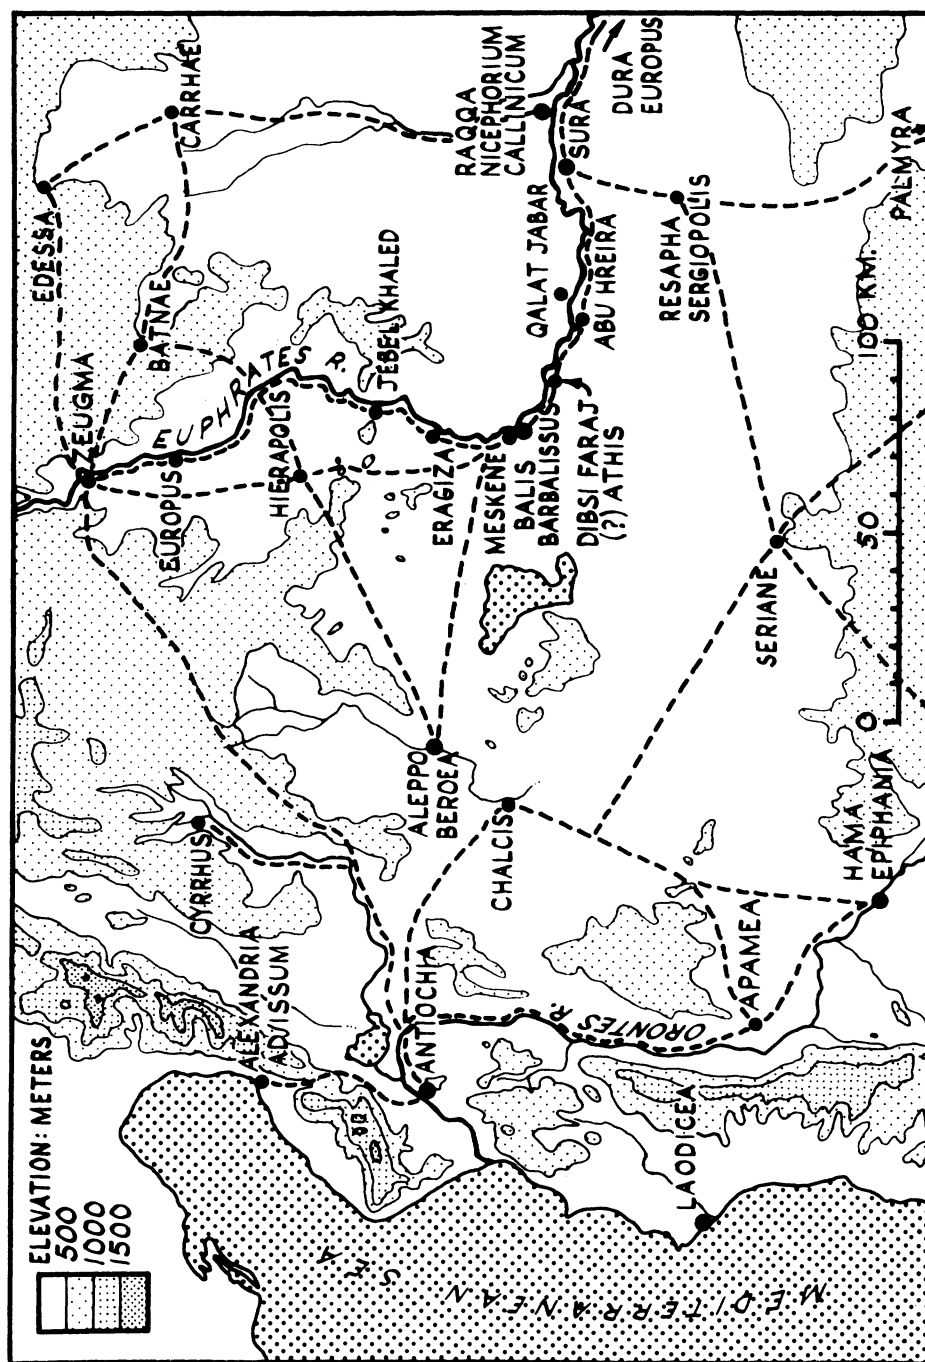 ELEVATION: METERS
500
1000
1500
ALEXANDRIA
AD ISSUM
CYRRHUS
ZEUGMA
EDESSA
CARRHAE
EUROPUS
BATNAE
EUPHRATES R.
HIERAPOLIS
JEBEL KHALED
ANTIOCHIA
ALEPPO
BEROEA
CHALCIS
ERAGIZA
MESKENE
BALIS
BARBALISSUS
DIBSI FARAJ
(?) ATHIS
QALAT JABAR
ABU HREIRA
RAQQA
NICEPHORIUM
CALLINICUM
SURA
DURA
EUROPUS
RESAPHA
SERGIOPOLIS
PALMYRA
ORONTES R.
LAODICEA
APAMEA
HAMA
EPIPHANIA
SERIANE
MEDITERRANEAN
SEA
0
50
100 KM.